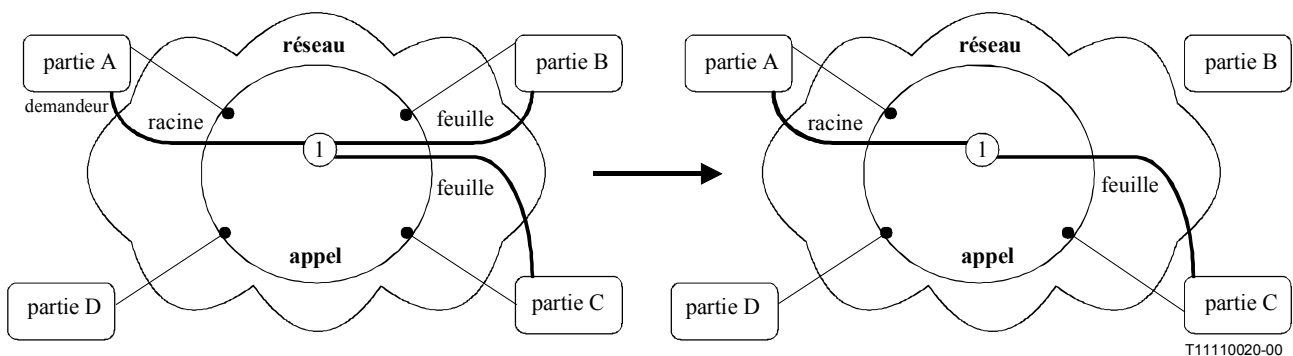 réseau
partie A
partie B
demandeur
racine
feuille
1
feuille
appel
partie D
partie C
réseau
partie A
partie B
racine
1
feuille
appel
partie D
partie C
T11110020-00